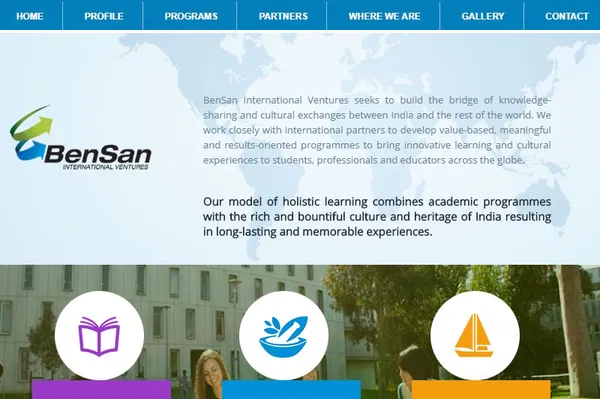 HOME PROFILE PROGRAMS PARTNERS WHERE WE ARE GALLERY CONTACT
BenSan
INTERNATIONAL VENTURES
BenSan International Ventures seeks to build the bridge of knowledge-
sharing and cultural exchanges between India and the rest of the world. We
work closely with international partners to develop value-based, meaningful
and results-oriented programmes to bring innovative learning and cultural
experiences to students, professionals and educators across the globe.
Our model of holistic learning combines academic programmes
with the rich and bountiful culture and heritage of India resulting
in long-lasting and memorable experiences.